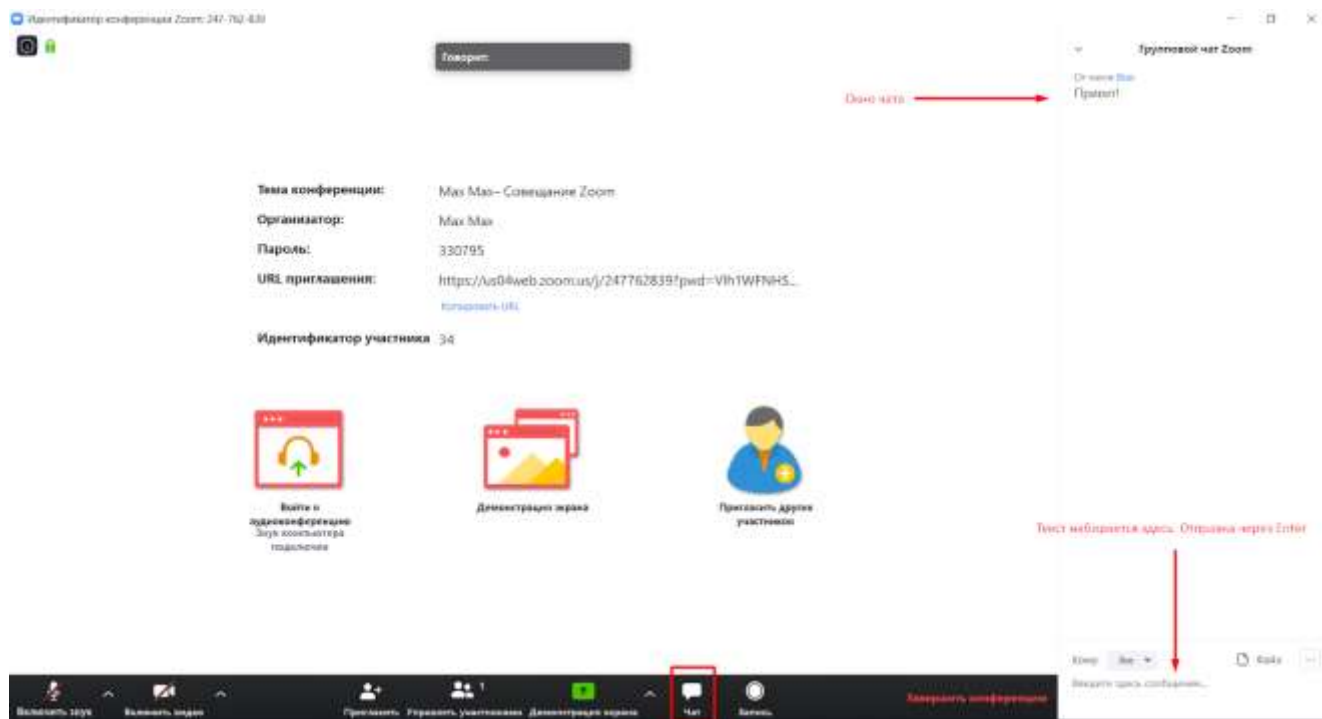 Идентификатор конференции Zoom: 247-762-839
Говорит:
Групповой чат Zoom
Привет!
Окно чата
Тема конференции: Max Max– Совещание Zoom
Организатор: Max Max
Пароль: 330795
URL приглашения: https://us04web.zoom.us/j/247762839?pwd=Vlh1WFNHS...
Копировать URL
Идентификатор участника 34
Войти в
аудиоконференцию
Звук компьютера
подключен
Демонстрация экрана
Пригласить других
участников
Текст набирается здесь. Отправка через Enter
Кому: Все Файл ...
Введите здесь сообщение...
Включить звук Включить видео Пригласить Управлять участниками 1 Демонстрация экрана Чат Запись Завершить конференцию